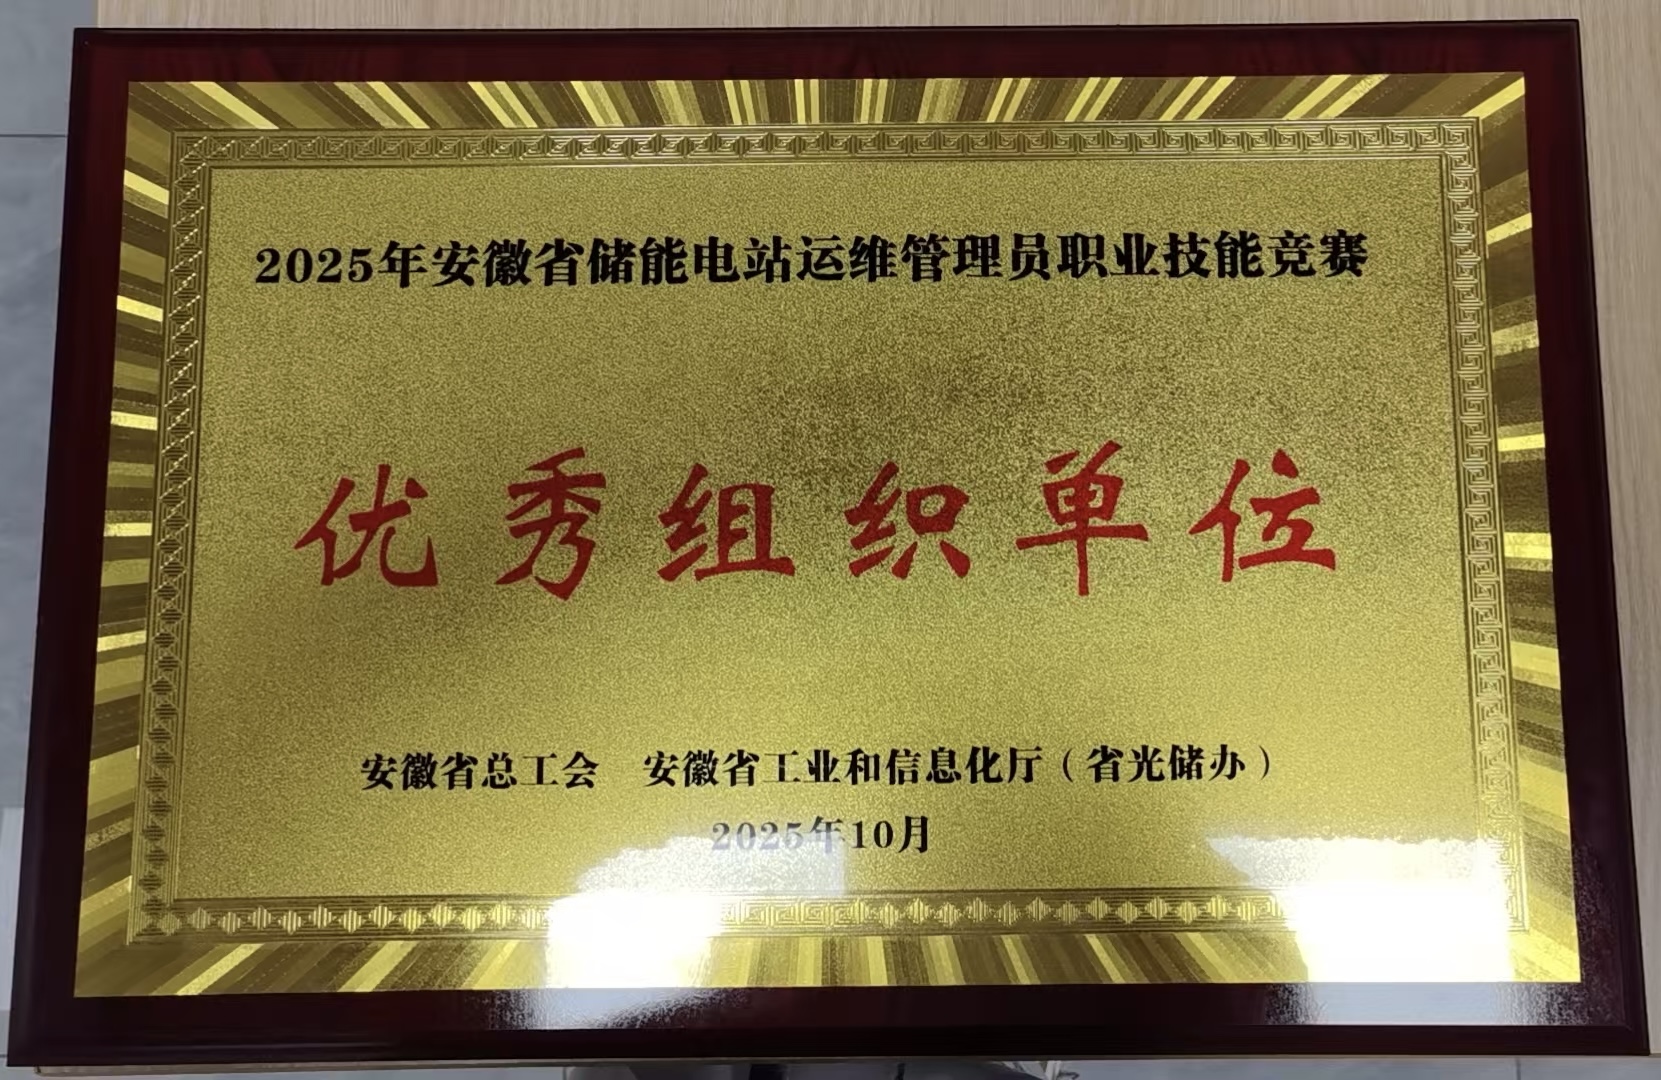 2025年安徽省储能电站运维管理员职业技能竞赛
优秀组织单位
安徽省总工会 安徽省工业和信息化厅（省光储办）
2025年10月